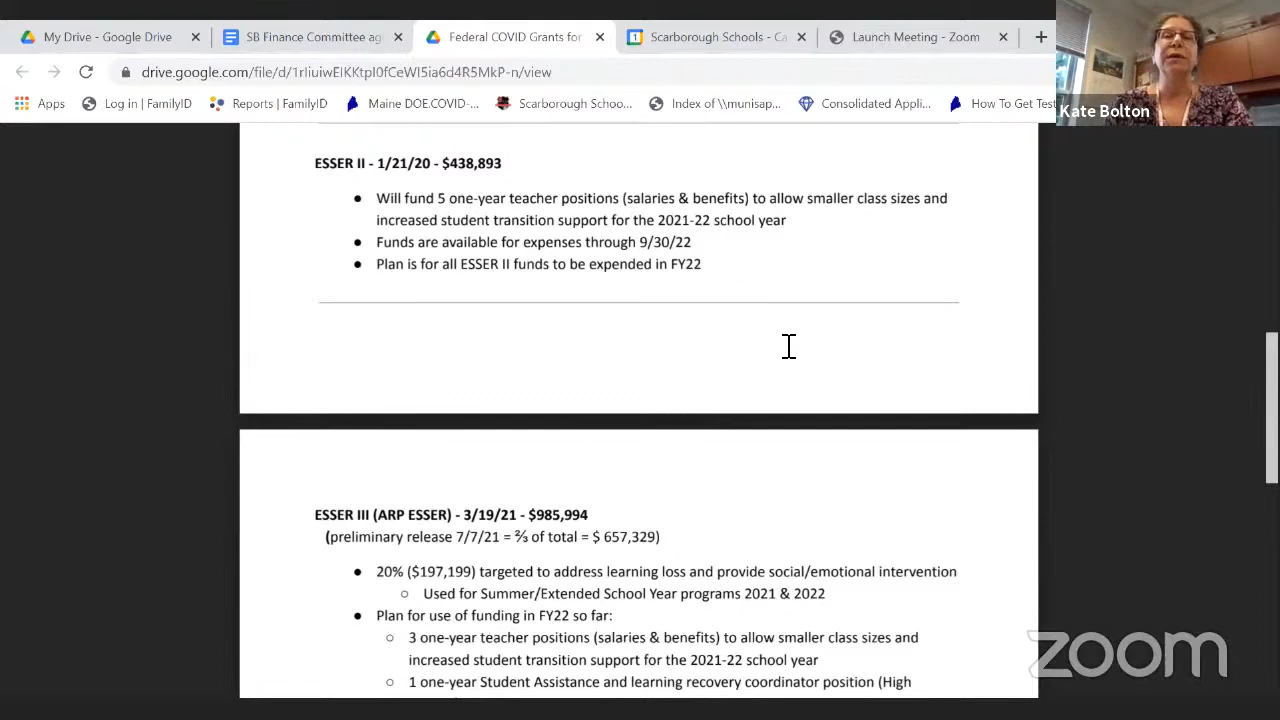 My Drive - Google Drive
SB Finance Committee ag
Federal COVID Grants for
Scarborough Schools - Ca
Launch Meeting - Zoom
Apps
Log in | FamilyID
Reports | FamilyID
Maine DOE.COVID-...
Scarborough Schoo...
Index of \\munisap...
Consolidated Appli...
How To Get Test
Kate Bolton
ESSER II - 1/21/20 - $438,893
● Will fund 5 one-year teacher positions (salaries & benefits) to allow smaller class sizes and
increased student transition support for the 2021-22 school year
● Funds are available for expenses through 9/30/22
● Plan is for all ESSER II funds to be expended in FY22
ESSER III (ARP ESSER) - 3/19/21 - $985,994
(preliminary release 7/7/21 = ⅔ of total = $ 657,329)
● 20% ($197,199) targeted to address learning loss and provide social/emotional intervention
○ Used for Summer/Extended School Year programs 2021 & 2022
● Plan for use of funding in FY22 so far:
○ 3 one-year teacher positions (salaries & benefits) to allow smaller class sizes and
increased student transition support for the 2021-22 school year
○ 1 one-year Student Assistance and learning recovery coordinator position (High
zoom